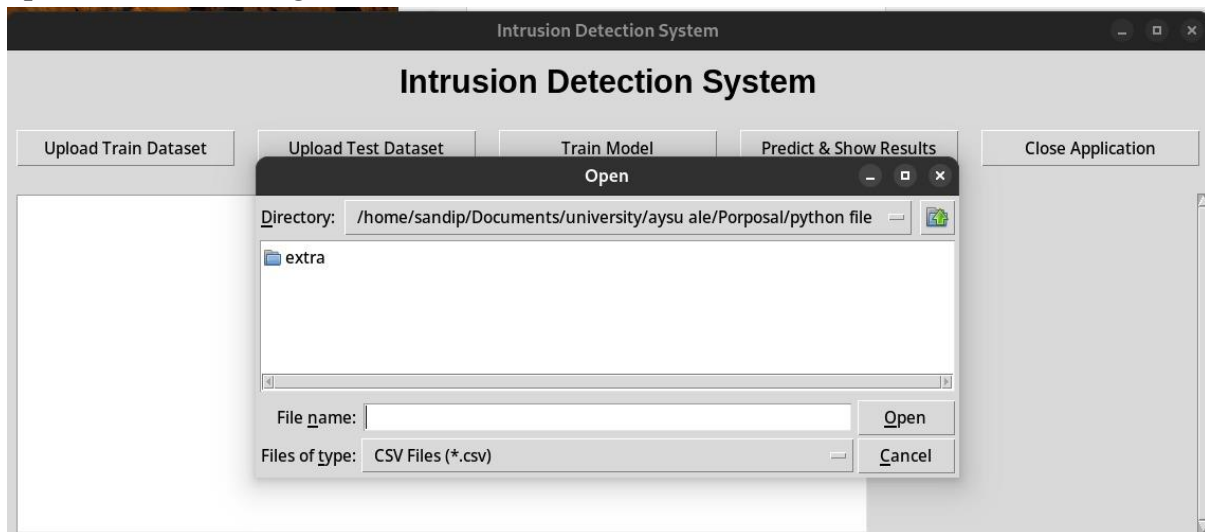 Intrusion Detection System
Intrusion Detection System
Upload Train Dataset Upload Test Dataset Train Model Predict & Show Results Close Application
Open
Directory: /home/sandip/Documents/university/aysu ale/Porposal/python file
extra
File name:
Open
Files of type: CSV Files (*.csv)
Cancel